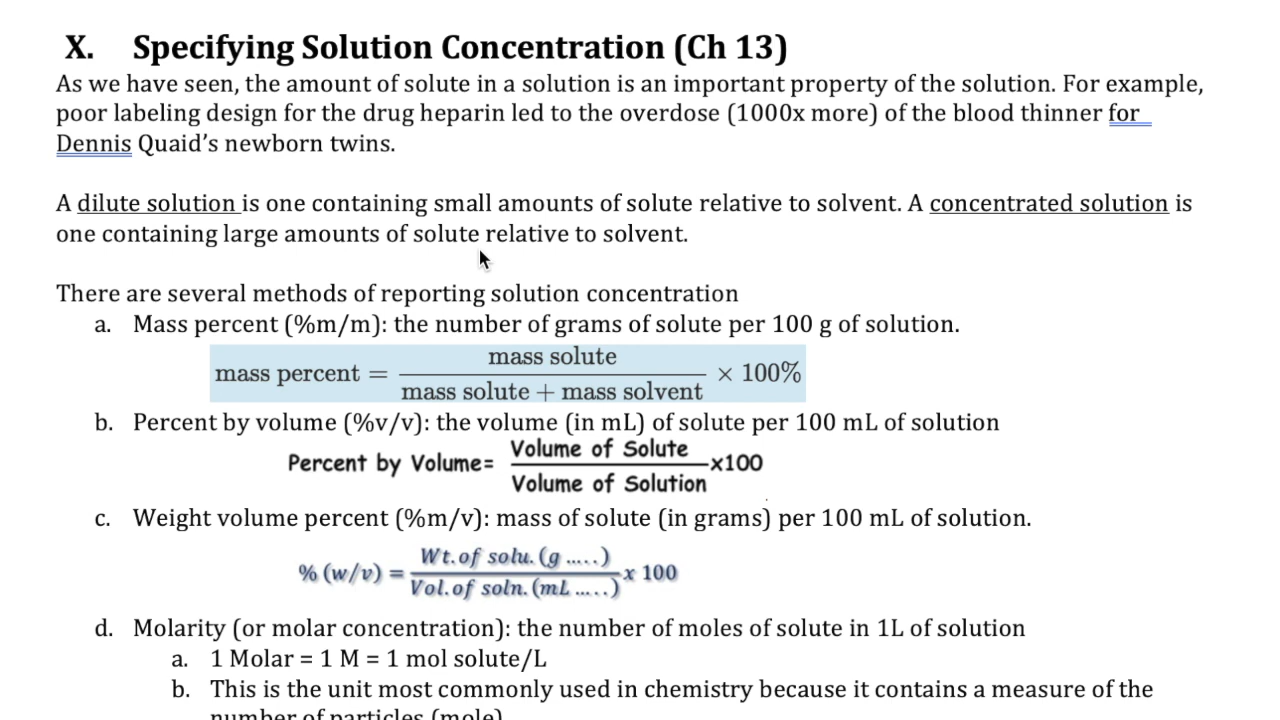 X. Specifying Solution Concentration (Ch 13)
As we have seen, the amount of solute in a solution is an important property of the solution. For example,
poor labeling design for the drug heparin led to the overdose (1000x more) of the blood thinner for
Dennis Quaid’s newborn twins.
A dilute solution is one containing small amounts of solute relative to solvent. A concentrated solution is
one containing large amounts of solute relative to solvent.
There are several methods of reporting solution concentration
a. Mass percent (%m/m): the number of grams of solute per 100 g of solution.
mass solute
mass percent = × 100%
mass solute + mass solvent
b. Percent by volume (%v/v): the volume (in mL) of solute per 100 mL of solution
Volume of Solute
Percent by Volume= x100
Volume of Solution
c. Weight volume percent (%m/v): mass of solute (in grams) per 100 mL of solution.
Wt.of solu.(g .....)
% (w/v) = x 100
Vol.of soln.(mL .....)
d. Molarity (or molar concentration): the number of moles of solute in 1L of solution
a. 1 Molar = 1 M = 1 mol solute/L
b. This is the unit most commonly used in chemistry because it contains a measure of the
number of particles (mole)